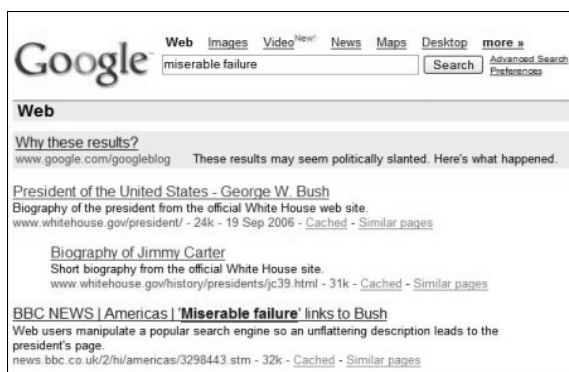 Google Web Images Video New! News Maps Desktop more »
miserable failure Search Advanced Search
Preferences
Web
Why these results?
www.google.com/googleblog These results may seem politically slanted. Here's what happened.
President of the United States - George W. Bush
Biography of the president from the official White House web site.
www.whitehouse.gov/president/ - 24k - 19 Sep 2006 - Cached - Similar pages
Biography of Jimmy Carter
Short biography from the official White House site.
www.whitehouse.gov/history/presidents/jc39.html - 31k - Cached - Similar pages
BBC NEWS | Americas | 'Miserable failure' links to Bush
Web users manipulate a popular search engine so an unflattering description leads to the
president's page.
news.bbc.co.uk/2/hi/americas/3298443.stm - 32k - Cached - Similar pages